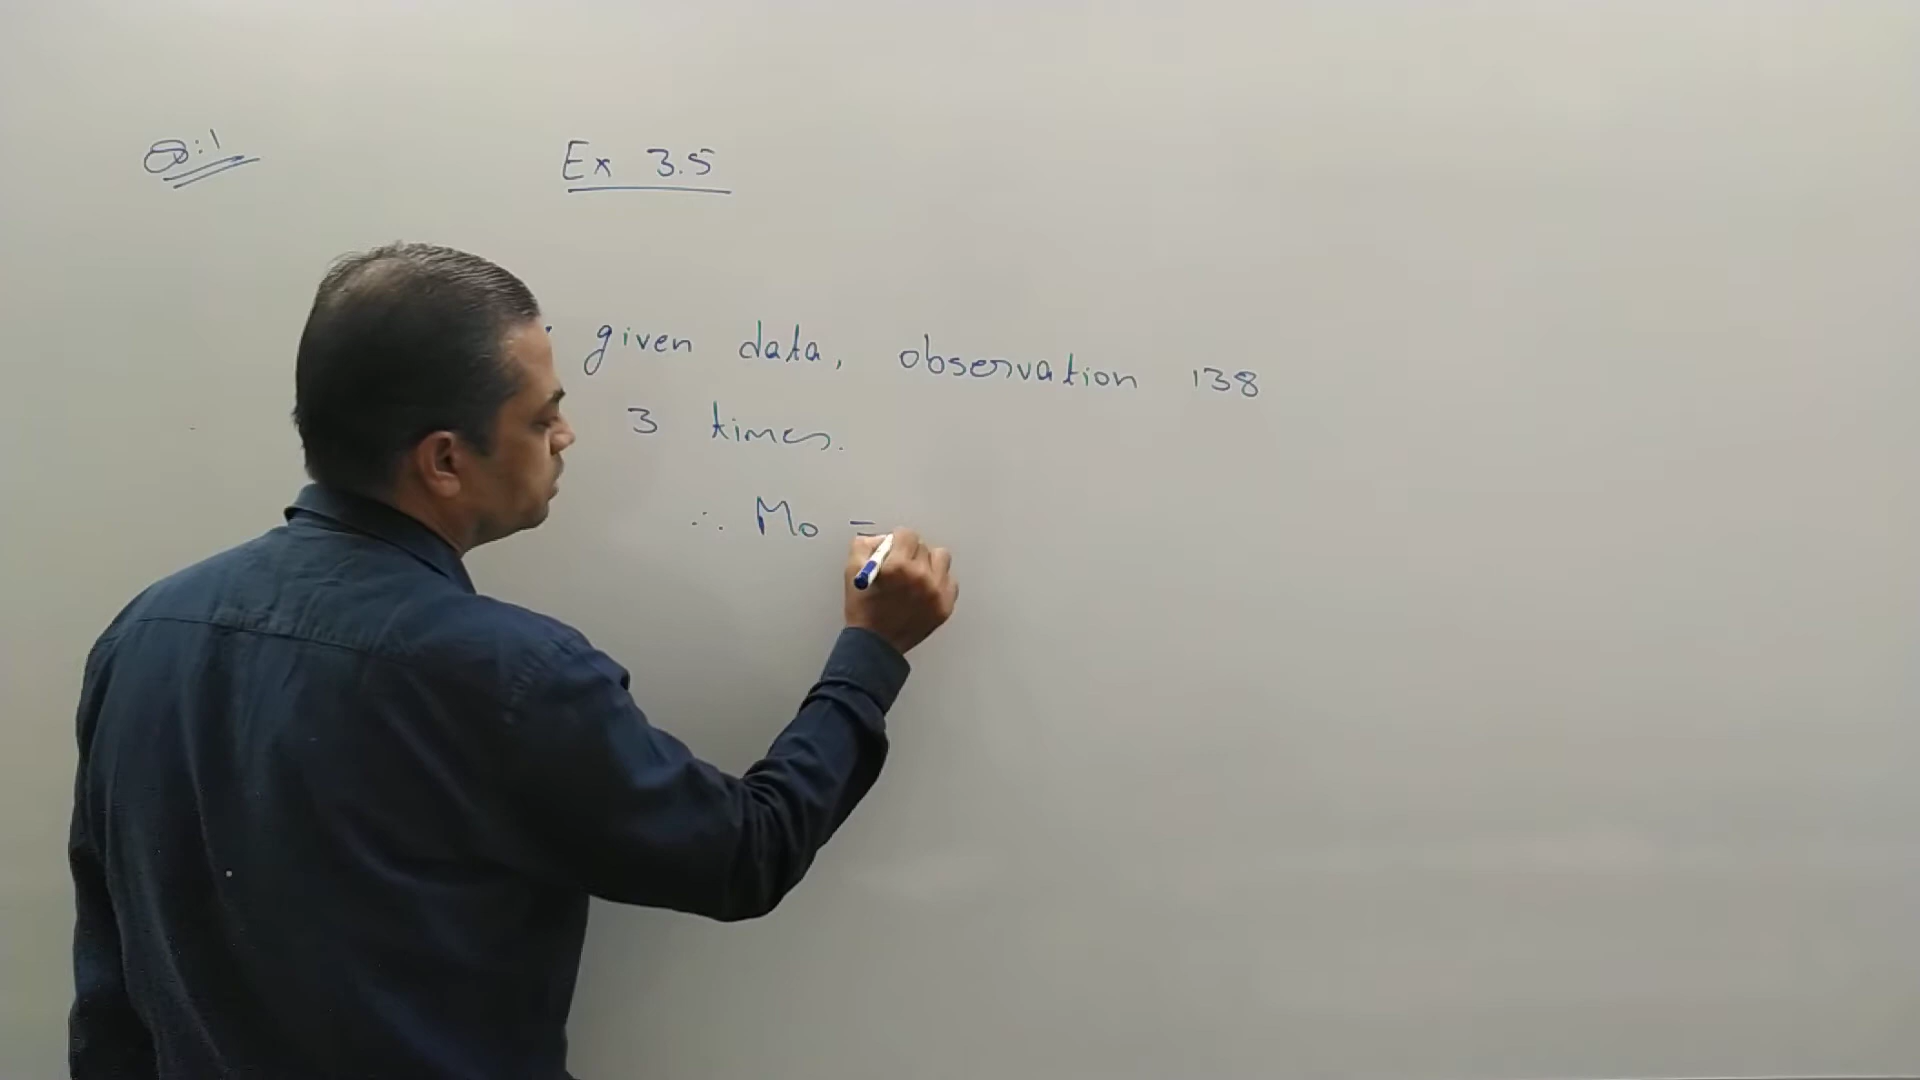 Q:1
Ex 3.5
given data, observation 138
3 times.
∴ Mo =